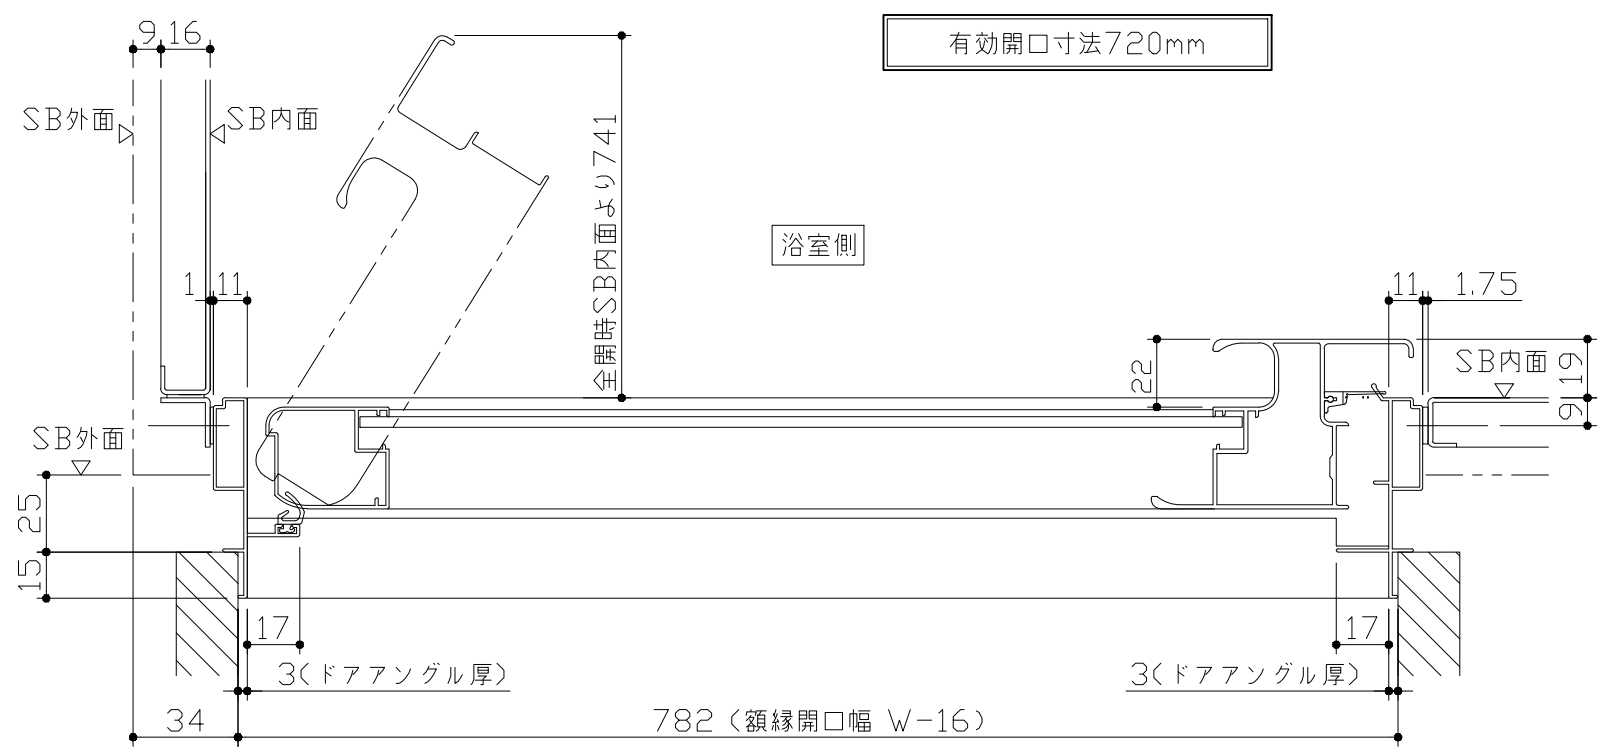 9 16
有効開口寸法720mm
SB外面
SB内面
全開時SB内面より741
浴室側
1 11
11 1.75
22
SB内面
19
9
SB外面
25
15
17
17
3(ドアアングル厚)
3(ドアアングル厚)
34
782 (額縁開口幅 W-16)